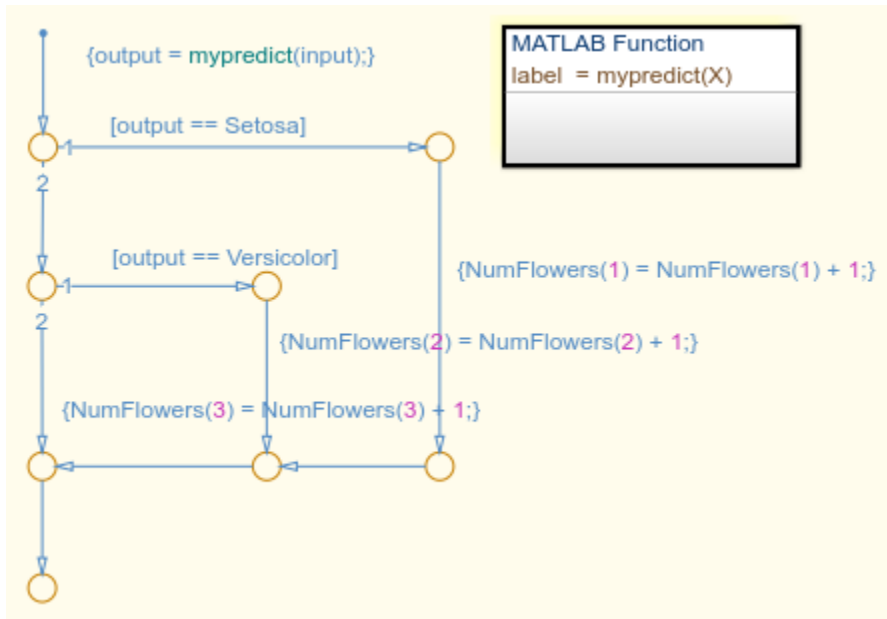 {output = mypredict(input);}
MATLAB Function
label = mypredict(X)
[output == Setosa]
1
2
[output == Versicolor]
1
2
{NumFlowers(1) = NumFlowers(1) + 1;}
{NumFlowers(2) = NumFlowers(2) + 1;}
{NumFlowers(3) = NumFlowers(3) + 1;}